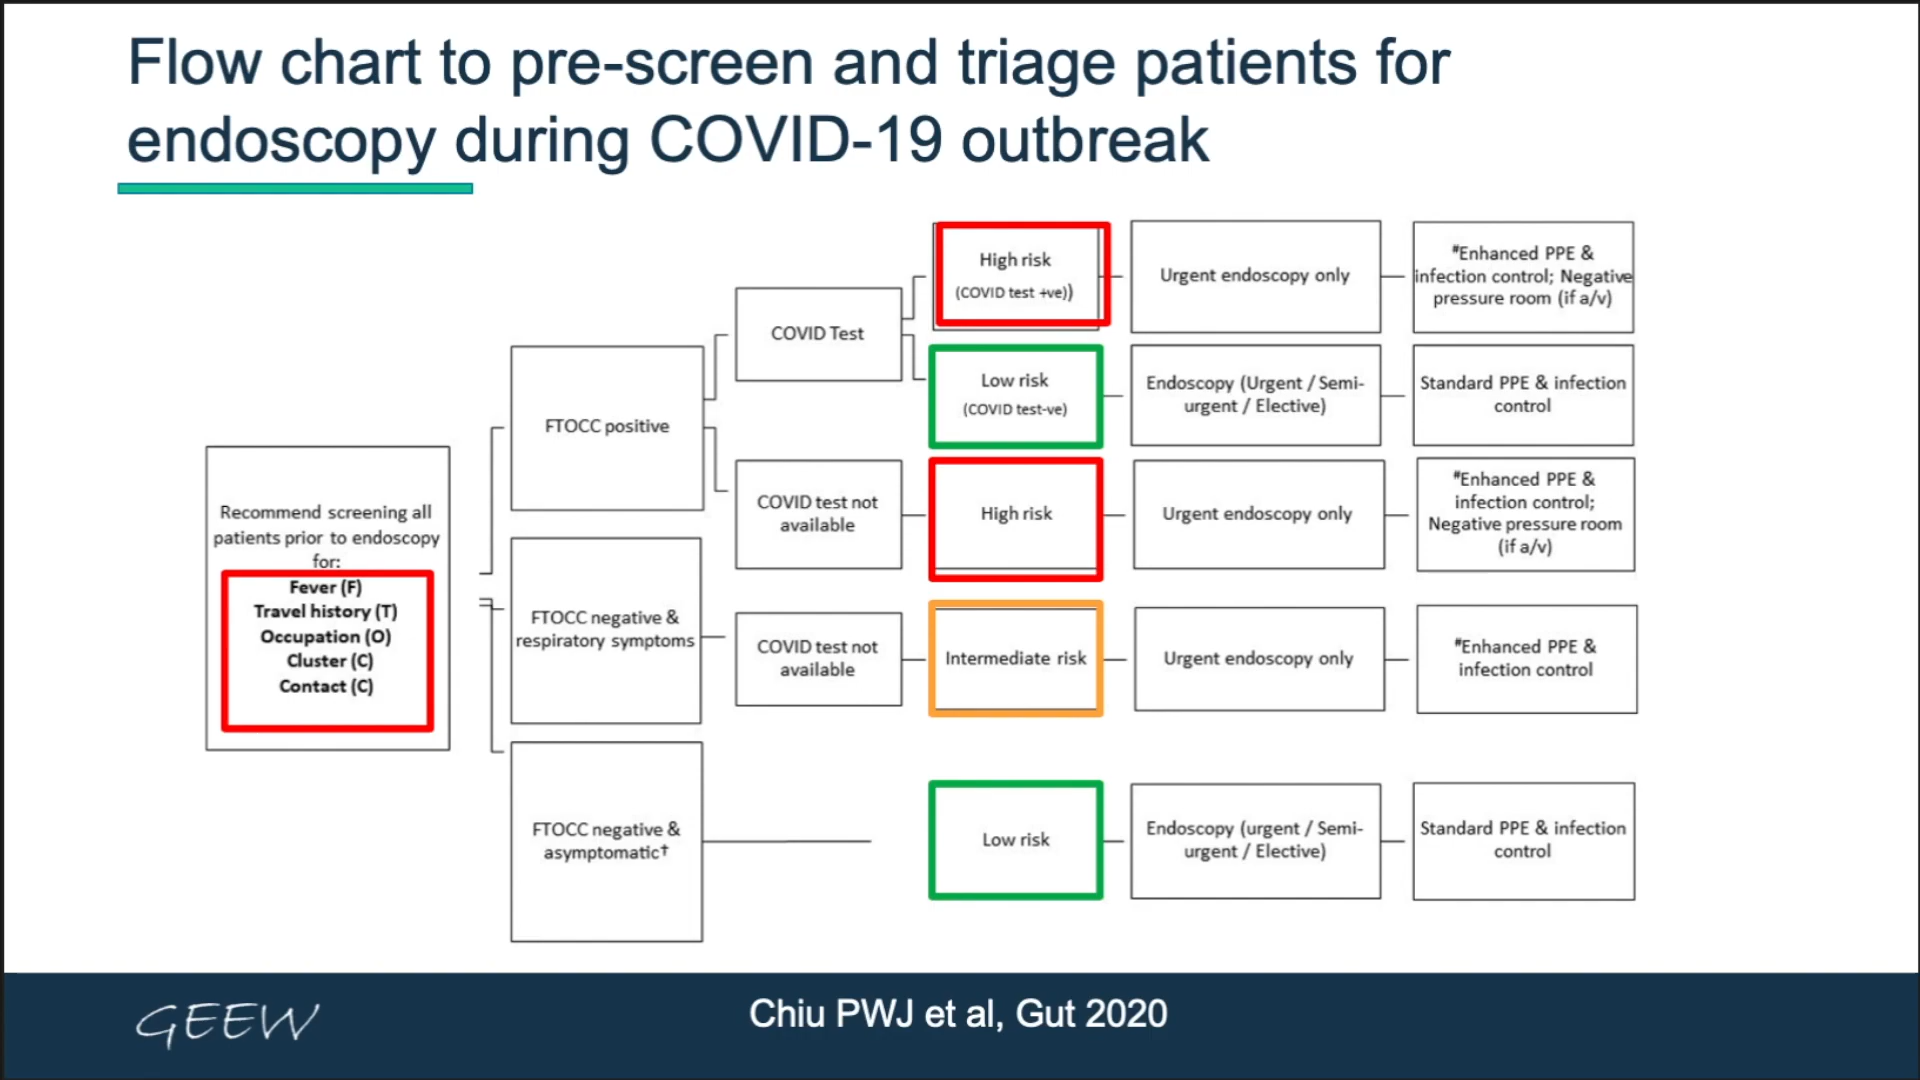 Flow chart to pre-screen and triage patients for
endoscopy during COVID-19 outbreak
Recommend screening all
patients prior to endoscopy
for:
Fever (F)
Travel history (T)
Occupation (O)
Cluster (C)
Contact (C)
FTOCC positive
FTOCC negative &
respiratory symptoms
FTOCC negative &
asymptomatic†
COVID Test
COVID test not
available
COVID test not
available
High risk
(COVID test +ve))
Urgent endoscopy only
#Enhanced PPE &
infection control; Negative
pressure room (if a/v)
Low risk
(COVID test-ve)
Endoscopy (Urgent / Semi-
urgent / Elective)
Standard PPE & infection
control
High risk
Urgent endoscopy only
#Enhanced PPE &
infection control;
Negative pressure room
(if a/v)
Intermediate risk
Urgent endoscopy only
#Enhanced PPE &
infection control
Low risk
Endoscopy (urgent / Semi-
urgent / Elective)
Standard PPE & infection
control
GEEW
Chiu PWJ et al, Gut 2020